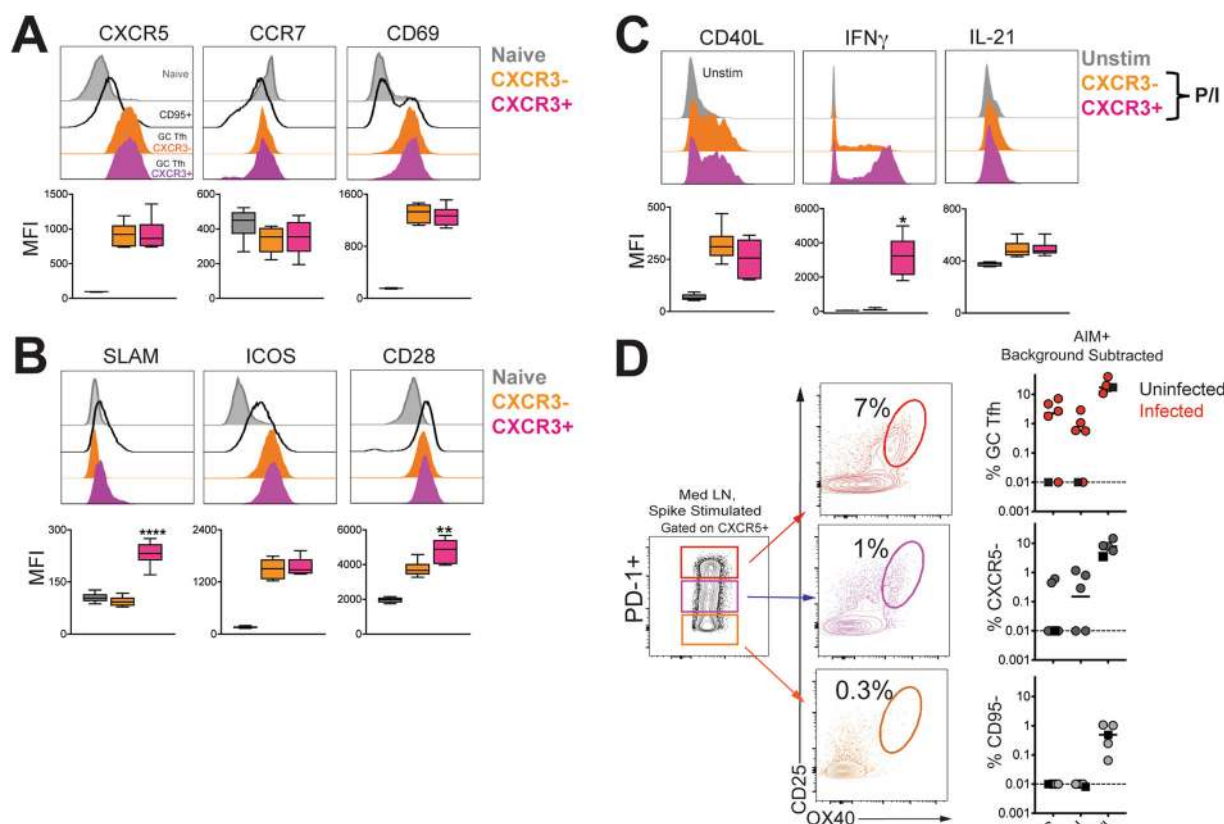 A
CXCR5 CCR7 CD69
Naive
CXCR3-
CXCR3+
Naive
CD95+
GC Tfh
CXCR3-
GC Tfh
CXCR3+
MFI
1500
1000
500
0
600
400
200
0
1600
800
0
B
SLAM ICOS CD28
Naive
CXCR3-
CXCR3+
MFI
300
150
0
2400
1200
0
6000
4000
2000
0
****
**
C
CD40L IFNγ IL-21
Unstim
Unstim
CXCR3-
CXCR3+
P/I
MFI
500
250
0
6000
4000
2000
0
800
400
0
*
D
Med LN,
Spike Stimulated
Gated on CXCR5+
PD-1+
7%
1%
0.3%
CD25
OX40
AIM+
Background Subtracted
Uninfected
Infected
% GC Tfh
10
1
0.1
0.01
0.001
% CXCR5-
10
1
0.1
0.01
0.001
% CD95-
10
1
0.1
0.01
0.001